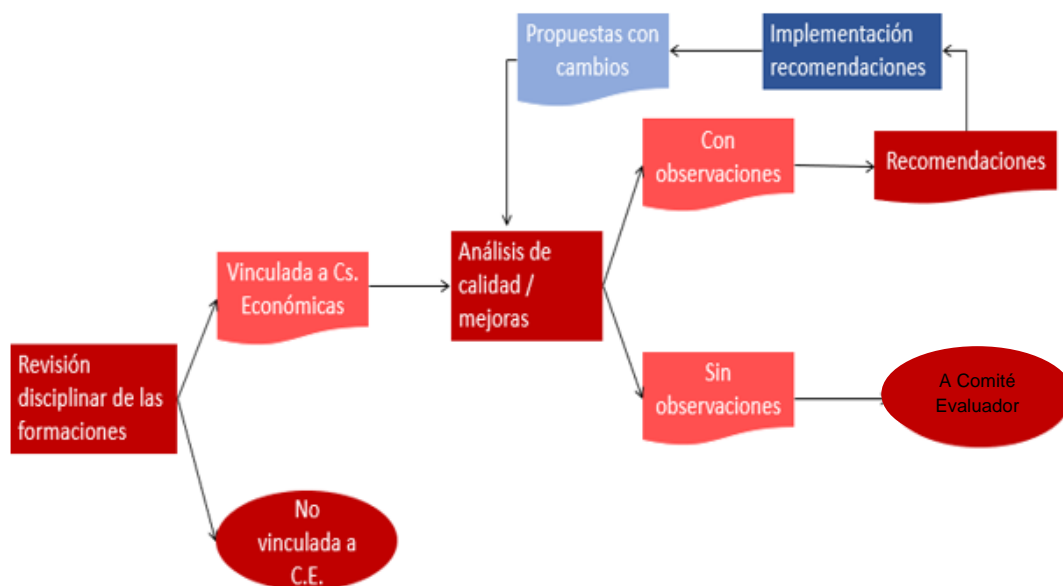 Propuestas con
cambios
Implementación
recomendaciones
Con
observaciones
Recomendaciones
Vinculada a Cs.
Económicas
Análisis de
calidad /
mejoras
Revisión
disciplinar de las
formaciones
Sin
observaciones
A Comité
Evaluador
No
vinculada a
C.E.